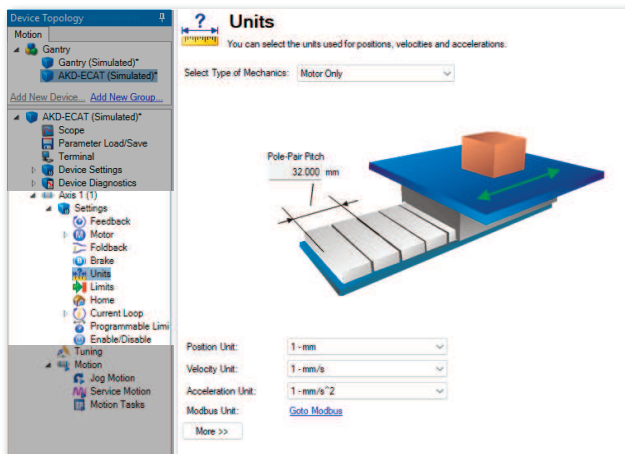 Device Topology
Motion
Gantry
Gantry (Simulated)*
AKD-ECAT (Simulated)*
Add New Device... Add New Group...
AKD-ECAT (Simulated)*
Scope
Parameter Load/Save
Terminal
Device Settings
Device Diagnostics
Axis 1 (1)
Settings
Feedback
Motor
Foldback
Brake
Units
Limits
Home
Current Loop
Programmable Limi
Enable/Disable
Tuning
Motion
Jog Motion
Service Motion
Motion Tasks
Units
You can select the units used for positions, velocities and accelerations.
Select Type of Mechanics: Motor Only
Pole-Pair Pitch
32.000 mm
Position Unit: 1 - mm
Velocity Unit: 1 - mm/s
Acceleration Unit: 1 - mm/s^2
Modbus Unit: Goto Modbus
More >>